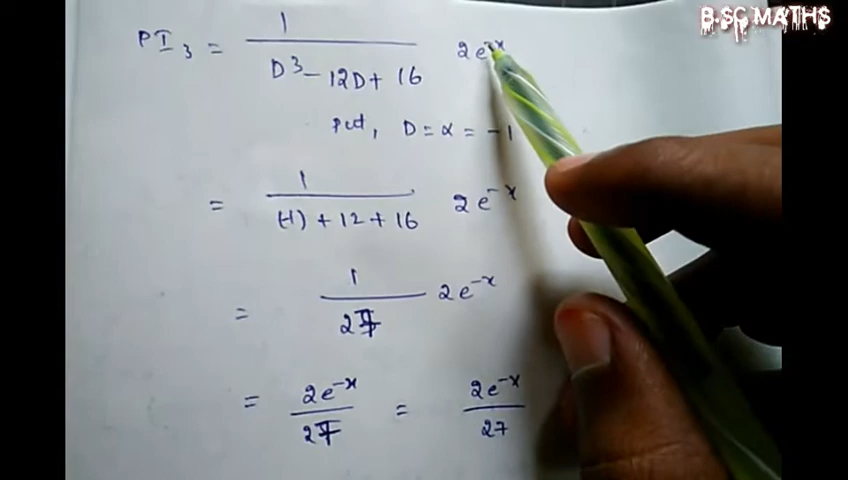 B.SC MATHS
PI₃ = 1/(D³ - 12D + 16) 2e⁻ˣ
Put, D = α = -1
= 1/((-1) + 12 + 16) 2e⁻ˣ
= 1/27 2e⁻ˣ
= 2e⁻ˣ/27 = 2e⁻ˣ/27